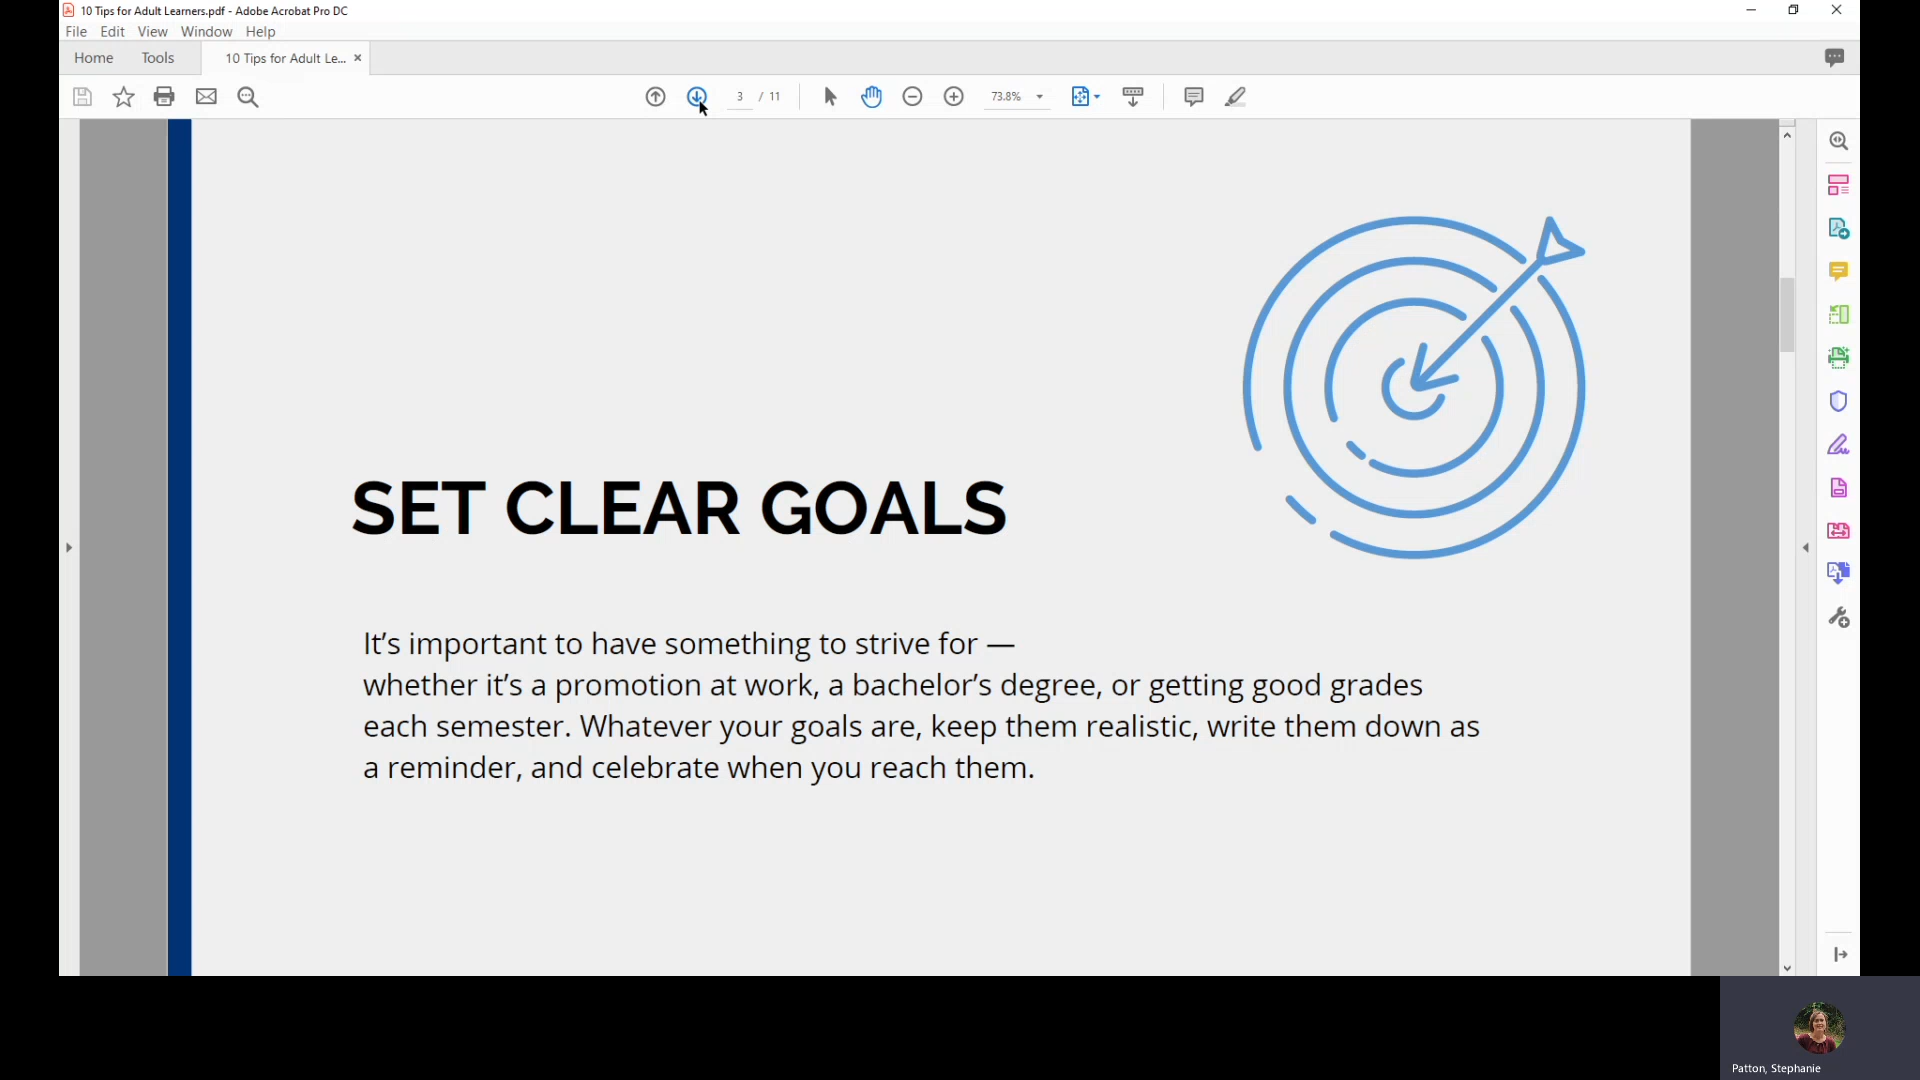 10 Tips for Adult Learners.pdf - Adobe Acrobat Pro DC
File Edit View Window Help
Home Tools 10 Tips for Adult Le... ×
3 / 11 73.8%
SET CLEAR GOALS
It’s important to have something to strive for —
whether it’s a promotion at work, a bachelor’s degree, or getting good grades
each semester. Whatever your goals are, keep them realistic, write them down as
a reminder, and celebrate when you reach them.
Patton, Stephanie